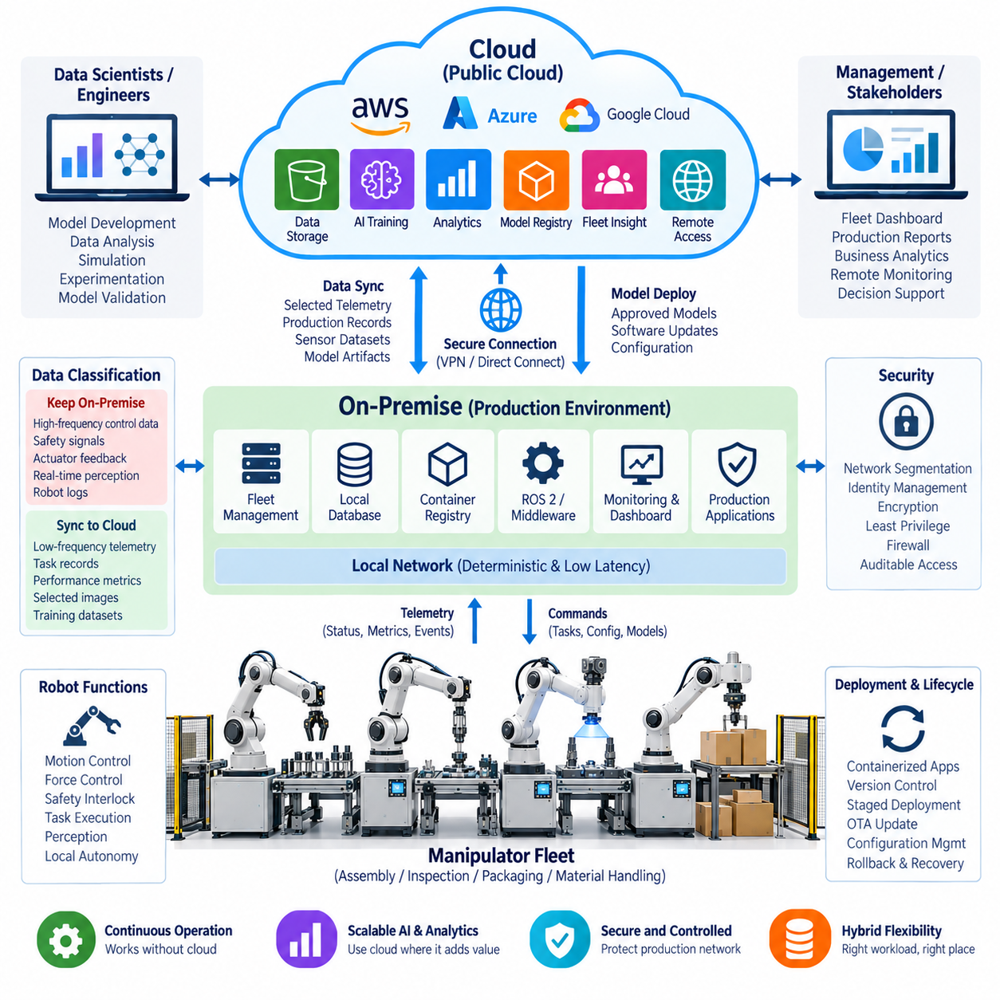 Cloud
(Public Cloud)
aws
Azure
Google Cloud
Data
Storage
AI Training
Analytics
Model Registry
Fleet Insight
Remote
Access
Data Scientists /
Engineers
Model Development
Data Analysis
Simulation
Experimentation
Model Validation
Management /
Stakeholders
Fleet Dashboard
Production Reports
Business Analytics
Remote Monitoring
Decision Support
Data Sync
Selected Telemetry
Production Records
Sensor Datasets
Model Artifacts
Secure Connection
(VPN / Direct Connect)
Model Deploy
Approved Models
Software Updates
Configuration
Data Classification
Keep On-Premise
High-frequency control data
Safety signals
Actuator feedback
Real-time perception
Robot logs
Sync to Cloud
Low-frequency telemetry
Task records
Performance metrics
Selected images
Training datasets
On-Premise (Production Environment)
Fleet
Management
Local
Database
Container
Registry
ROS 2 /
Middleware
Monitoring &
Dashboard
Production
Applications
Local Network (Deterministic & Low Latency)
Security
Network Segmentation
Identity Management
Encryption
Least Privilege
Firewall
Auditable Access
Telemetry
(Status, Metrics, Events)
Commands
(Tasks, Config, Models)
Robot Functions
Motion Control
Force Control
Safety Interlock
Task Execution
Perception
Local Autonomy
Manipulator Fleet
(Assembly / Inspection / Packaging / Material Handling)
Deployment & Lifecycle
Containerized Apps
Version Control
Staged Deployment
OTA Update
Configuration Mgmt
Rollback & Recovery
Continuous Operation
Works without cloud
Scalable AI & Analytics
Use cloud where it adds value
Secure and Controlled
Protect production network
Hybrid Flexibility
Right workload, right place